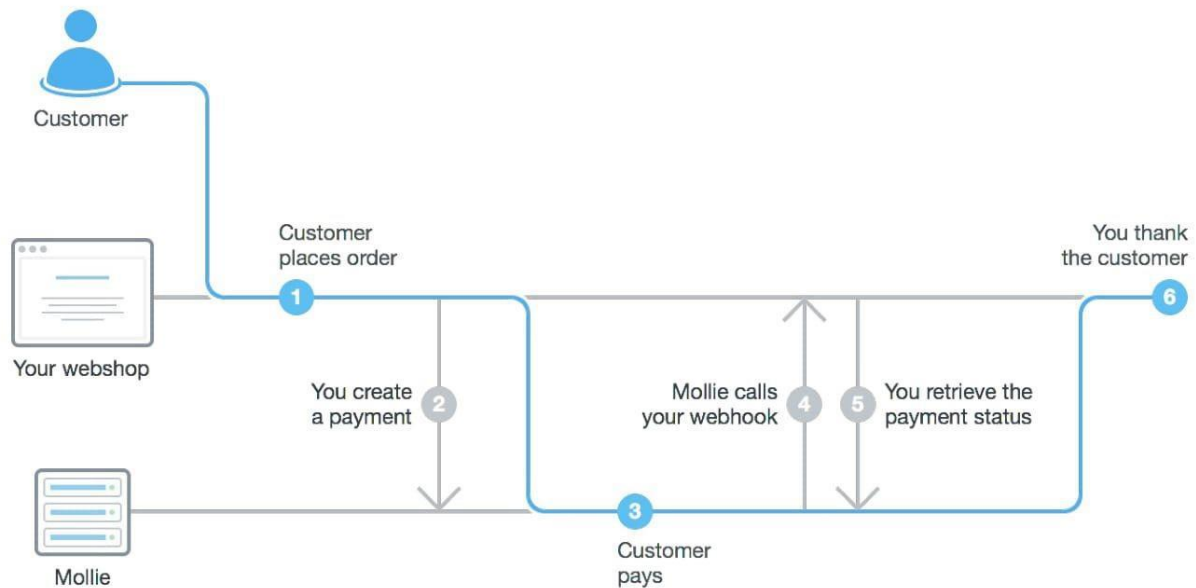 Customer
Customer
places order
1
You thank
the customer
6
Your webshop
You create
a payment
2
Mollie calls
your webhook
4
5
You retrieve the
payment status
3
Customer
pays
Mollie